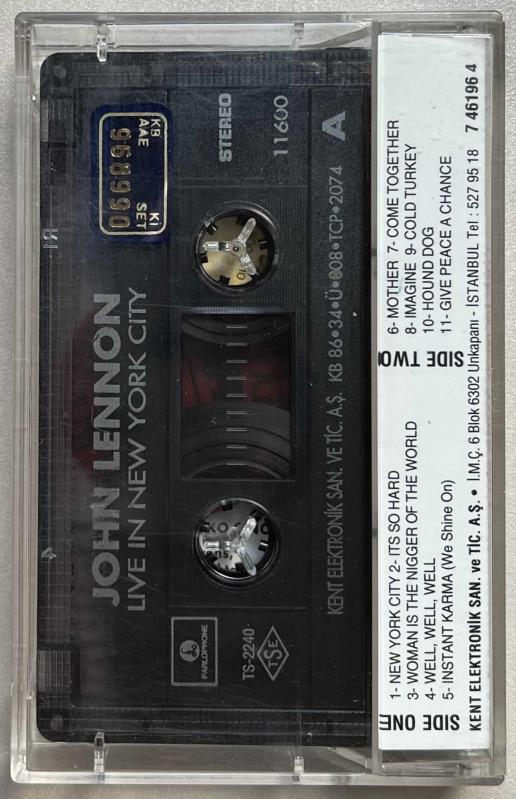 JOHN LENNON
LIVE IN NEW YORK CITY
PARLOPHONE
TS-2240
TSE
KB
AAE
Ki
SET
968990
STEREO
11600
A
KENT ELEKTRONİK SAN. VE TİC. A.Ş. KB 86•34•Ü•008•TCP•2074
SIDE ONE
1- NEW YORK CITY 2- ITS SO HARD
3- WOMAN IS THE NIGGER OF THE WORLD
4- WELL, WELL, WELL
5- INSTANT KARMA (We Shine On)
SIDE TWO
6- MOTHER 7- COME TOGETHER
8- IMAGINE 9- COLD TURKEY
10- HOUND DOG
11- GIVE PEACE A CHANCE
KENT ELEKTRONİK SAN. ve TİC. A.Ş. • İ.M.Ç. 6 Blok 6302 Unkapanı - İSTANBUL Tel : 527 95 18 7 46196 4